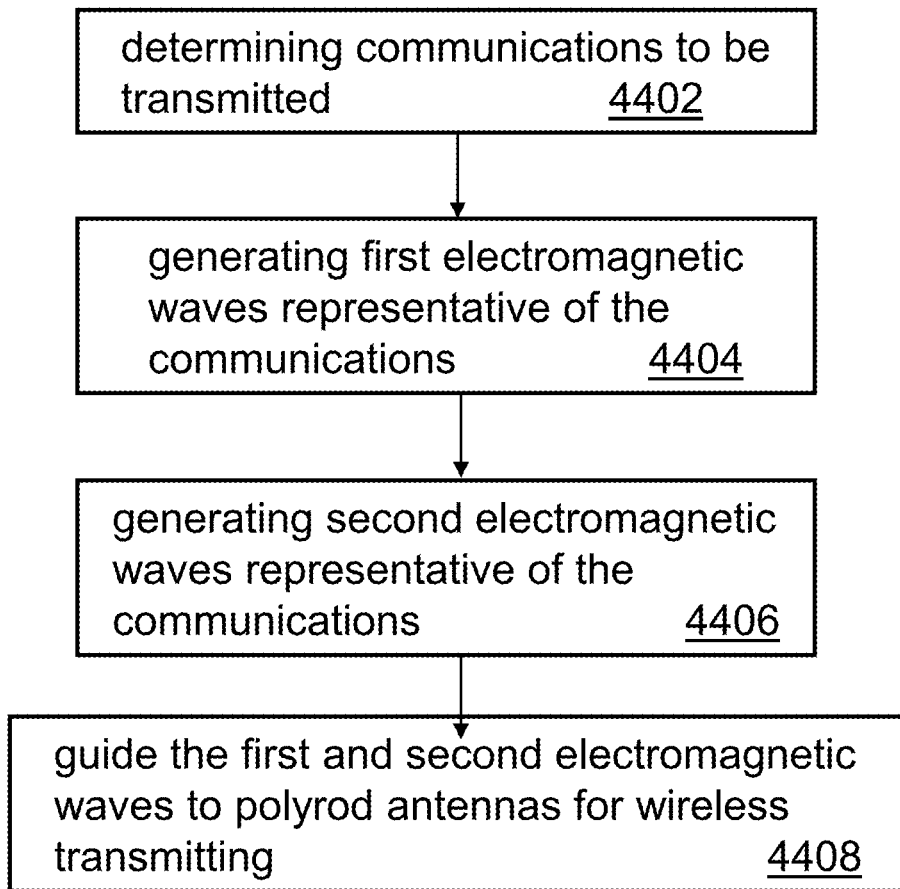 determining communications to be
transmitted 4402
generating first electromagnetic
waves representative of the
communications 4404
generating second electromagnetic
waves representative of the
communications 4406
guide the first and second electromagnetic
waves to polyrod antennas for wireless
transmitting 4408